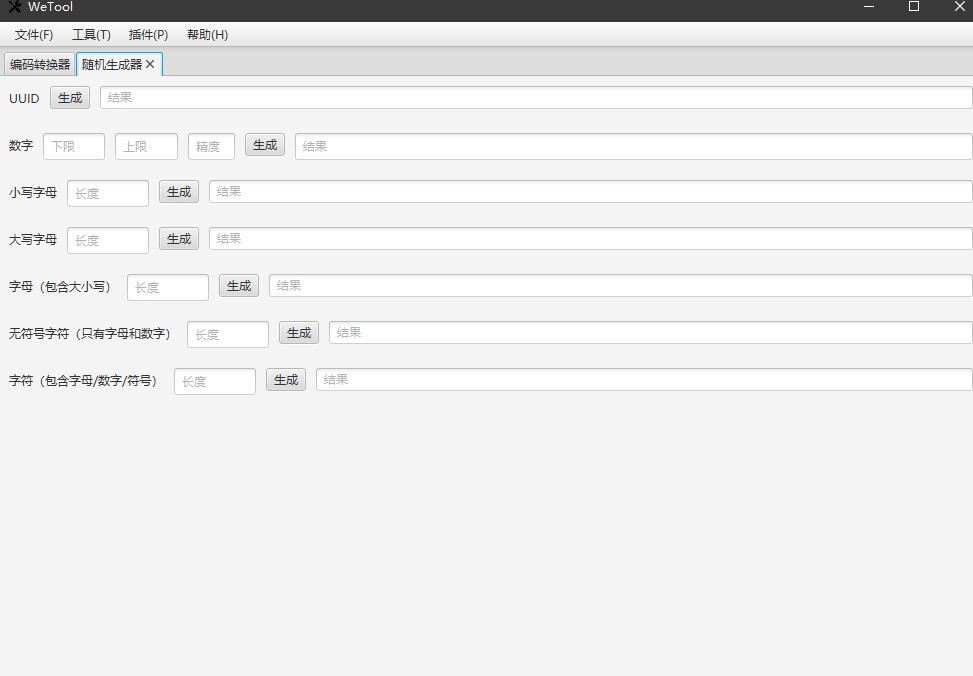 WeTool
文件(F) 工具(T) 插件(P) 帮助(H)
编码转换器 随机生成器
UUID 生成 结果
数字 下限 上限 精度 生成 结果
小写字母 长度 生成 结果
大写字母 长度 生成 结果
字母（包含大小写） 长度 生成 结果
无符号字符（只有字母和数字） 长度 生成 结果
字符（包含字母/数字/符号） 长度 生成 结果